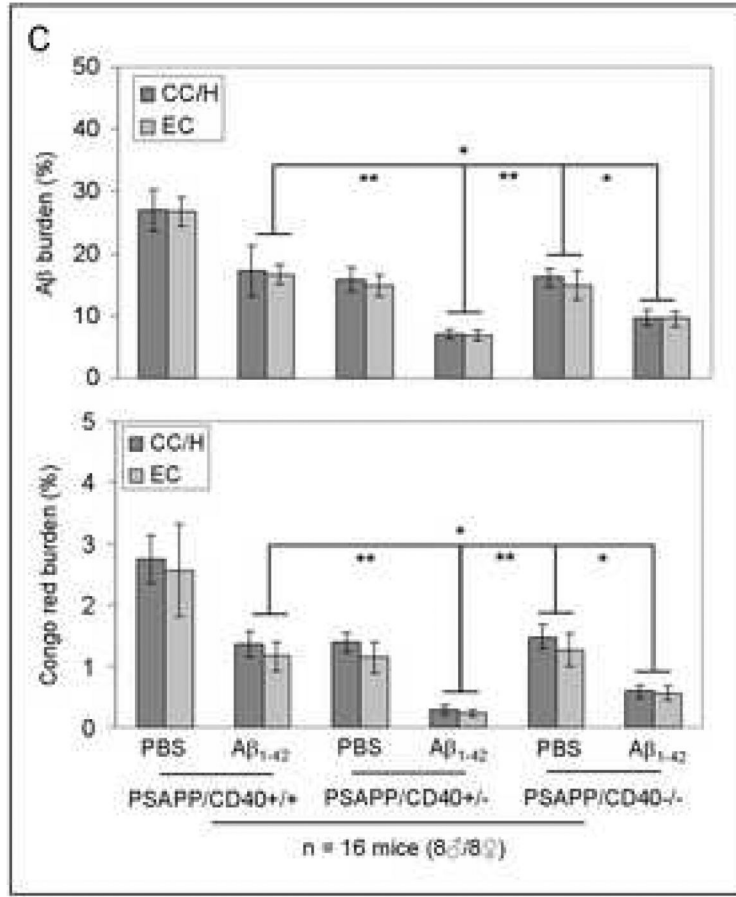 C
50
40
30
20
10
0
Aβ burden (%)
CC/H
EC
*
** ** *
5
4
3
2
1
0
Congo red burden (%)
CC/H
EC
*
** ** *
PBS Aβ1-42 PBS Aβ1-42 PBS Aβ1-42
PSAPP/CD40+/+ PSAPP/CD40+/- PSAPP/CD40-/-
n = 16 mice (8♂/8♀)